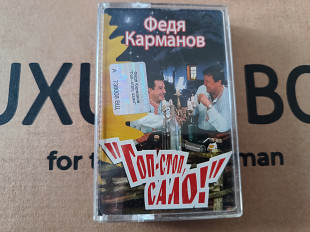 Федя
Карманов
UXU
BO
for t
man
"Гоп-стоп,
САЛО!"